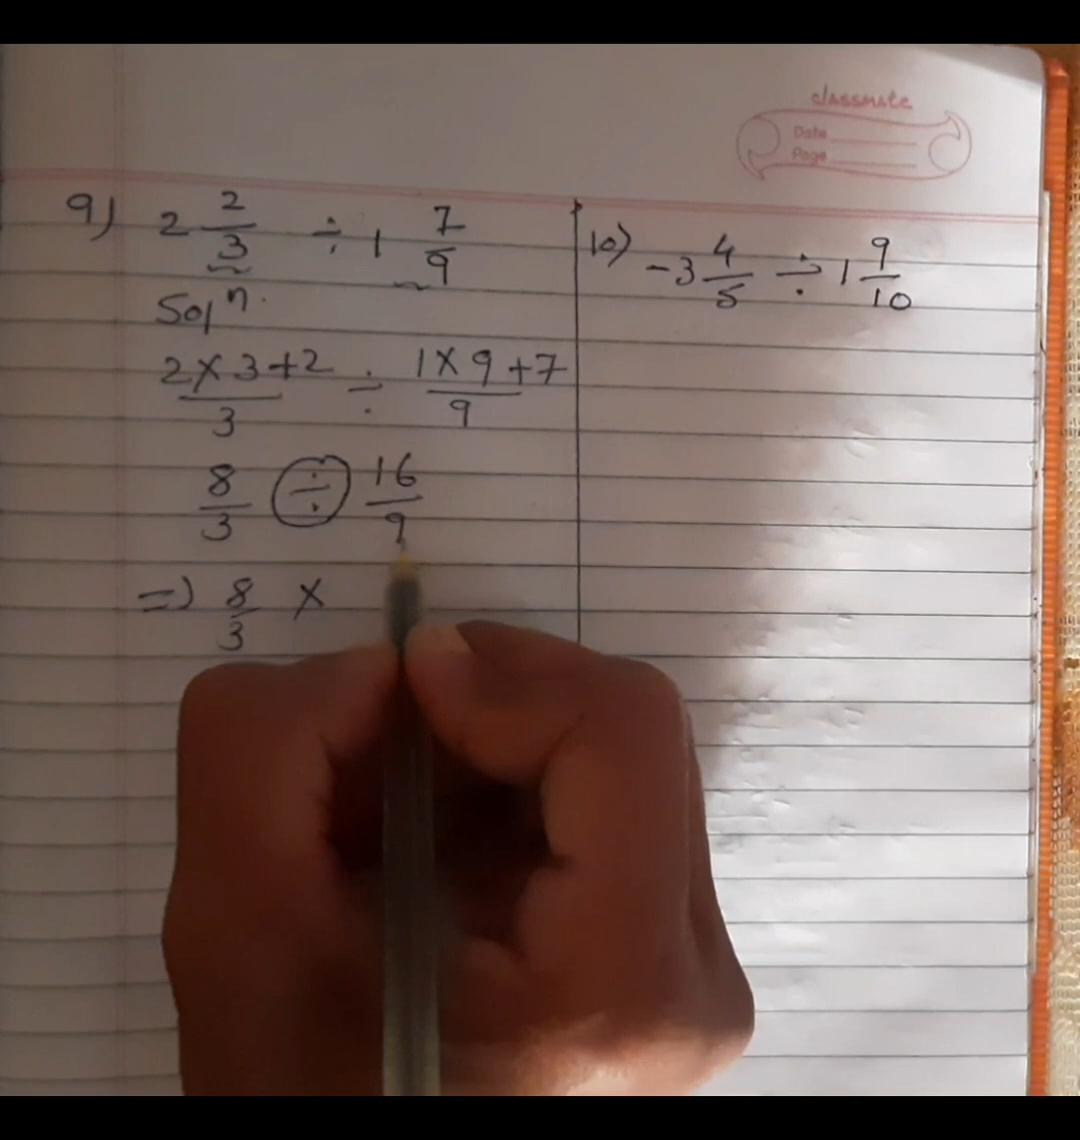 classmate
Date
Page
9) 2 2/3 ÷ 1 7/9
Solⁿ.
2×3+2/3 ÷ 1×9+7/9
8/3 ÷ 16/9
=) 8/3 ×
10) -3 4/5 ÷ 1 9/10